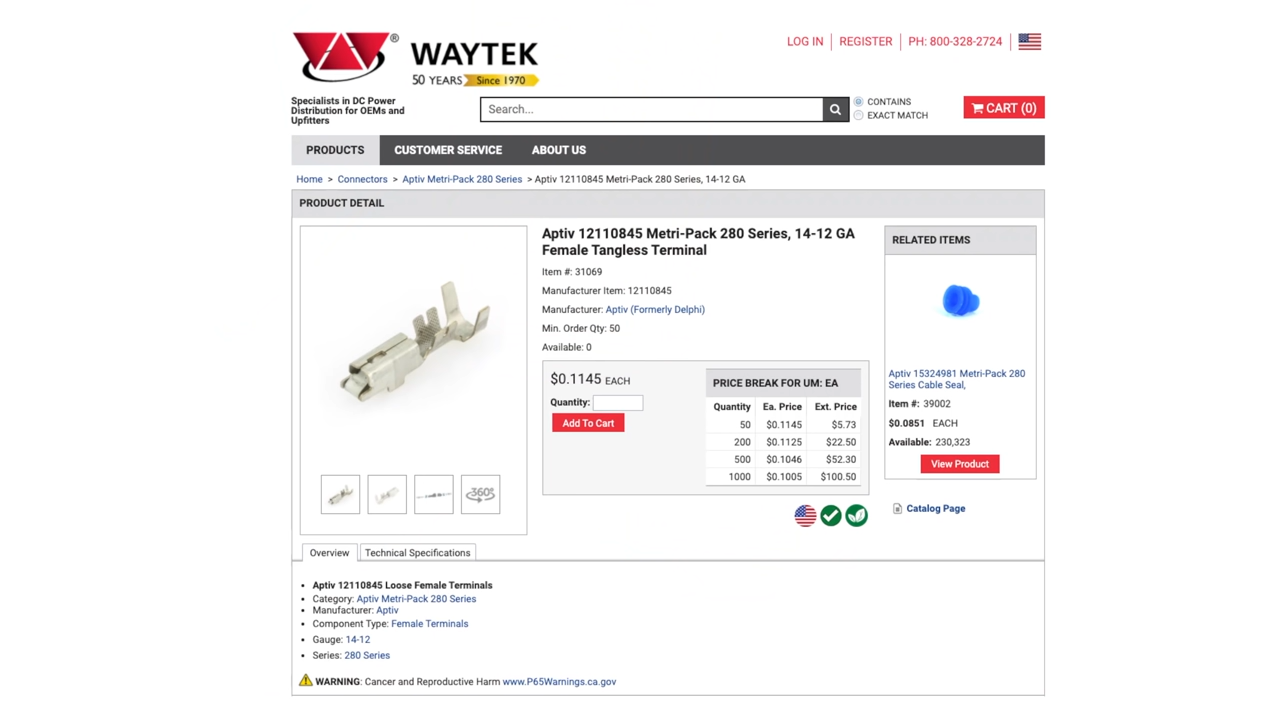 WAYTEK®
50 YEARS Since 1970
LOG IN REGISTER PH: 800-328-2724
Specialists in DC Power
Distribution for OEMs and
Upfitters
Search...
CONTAINS
EXACT MATCH
CART (0)
PRODUCTS CUSTOMER SERVICE ABOUT US
Home > Connectors > Aptiv Metri-Pack 280 Series > Aptiv 12110845 Metri-Pack 280 Series, 14-12 GA
PRODUCT DETAIL
360°
Aptiv 12110845 Metri-Pack 280 Series, 14-12 GA
Female Tangless Terminal
Item #: 31069
Manufacturer Item: 12110845
Manufacturer: Aptiv (Formerly Delphi)
Min. Order Qty: 50
Available: 0
$0.1145 EACH
Quantity:
Add To Cart
PRICE BREAK FOR UM: EA
Quantity Ea. Price Ext. Price
50 $0.1145 $5.73
200 $0.1125 $22.50
500 $0.1046 $52.30
1000 $0.1005 $100.50
RELATED ITEMS
Aptiv 15324981 Metri-Pack 280
Series Cable Seal,
Item #: 39002
$0.0851 EACH
Available: 230,323
View Product
Catalog Page
Overview Technical Specifications
• Aptiv 12110845 Loose Female Terminals
• Category: Aptiv Metri-Pack 280 Series
• Manufacturer: Aptiv
• Component Type: Female Terminals
• Gauge: 14-12
• Series: 280 Series
WARNING: Cancer and Reproductive Harm www.P65Warnings.ca.gov